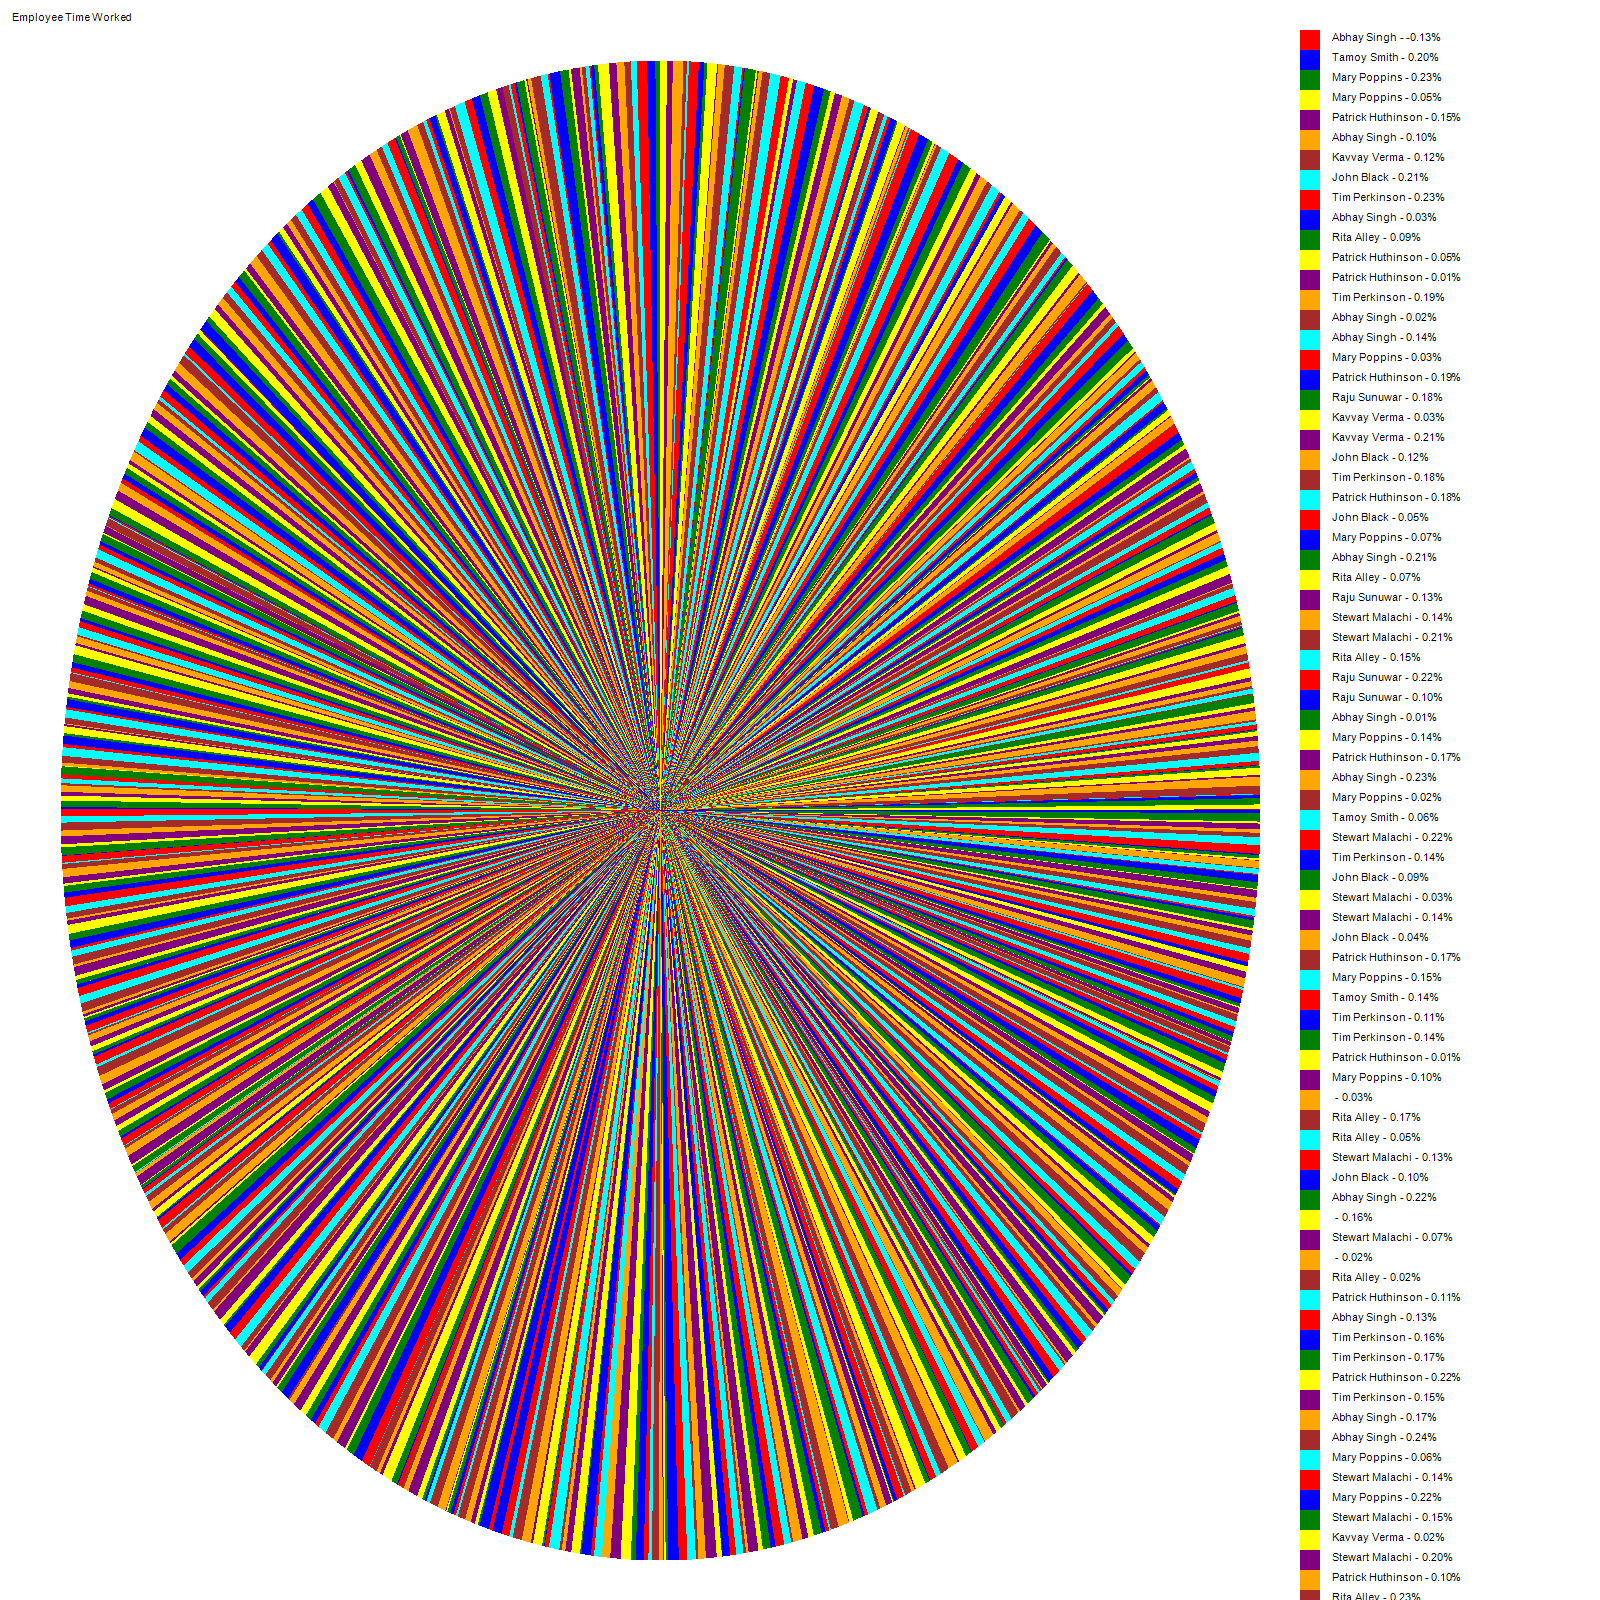 Employee Time Worked
Abhay Singh - -0.13%
Tamoy Smith - 0.20%
Mary Poppins - 0.23%
Mary Poppins - 0.05%
Patrick Huthinson - 0.15%
Abhay Singh - 0.10%
Kavvay Verma - 0.12%
John Black - 0.21%
Tim Perkinson - 0.23%
Abhay Singh - 0.03%
Rita Alley - 0.09%
Patrick Huthinson - 0.05%
Patrick Huthinson - 0.01%
Tim Perkinson - 0.19%
Abhay Singh - 0.02%
Abhay Singh - 0.14%
Mary Poppins - 0.03%
Patrick Huthinson - 0.19%
Raju Sunuwar - 0.18%
Kavvay Verma - 0.03%
Kavvay Verma - 0.21%
John Black - 0.12%
Tim Perkinson - 0.18%
Patrick Huthinson - 0.18%
John Black - 0.05%
Mary Poppins - 0.07%
Abhay Singh - 0.21%
Rita Alley - 0.07%
Raju Sunuwar - 0.13%
Stewart Malachi - 0.14%
Stewart Malachi - 0.21%
Rita Alley - 0.15%
Raju Sunuwar - 0.22%
Raju Sunuwar - 0.10%
Abhay Singh - 0.01%
Mary Poppins - 0.14%
Patrick Huthinson - 0.17%
Abhay Singh - 0.23%
Mary Poppins - 0.02%
Tamoy Smith - 0.06%
Stewart Malachi - 0.22%
Tim Perkinson - 0.14%
John Black - 0.09%
Stewart Malachi - 0.03%
Stewart Malachi - 0.14%
John Black - 0.04%
Patrick Huthinson - 0.17%
Mary Poppins - 0.15%
Tamoy Smith - 0.14%
Tim Perkinson - 0.11%
Tim Perkinson - 0.14%
Patrick Huthinson - 0.01%
Mary Poppins - 0.10%
- 0.03%
Rita Alley - 0.17%
Rita Alley - 0.05%
Stewart Malachi - 0.13%
John Black - 0.10%
Abhay Singh - 0.22%
- 0.16%
Stewart Malachi - 0.07%
- 0.02%
Rita Alley - 0.02%
Patrick Huthinson - 0.11%
Abhay Singh - 0.13%
Tim Perkinson - 0.16%
Tim Perkinson - 0.17%
Patrick Huthinson - 0.22%
Tim Perkinson - 0.15%
Abhay Singh - 0.17%
Abhay Singh - 0.24%
Mary Poppins - 0.06%
Stewart Malachi - 0.14%
Mary Poppins - 0.22%
Stewart Malachi - 0.15%
Kavvay Verma - 0.02%
Stewart Malachi - 0.20%
Patrick Huthinson - 0.10%
Rita Alley - 0.23%